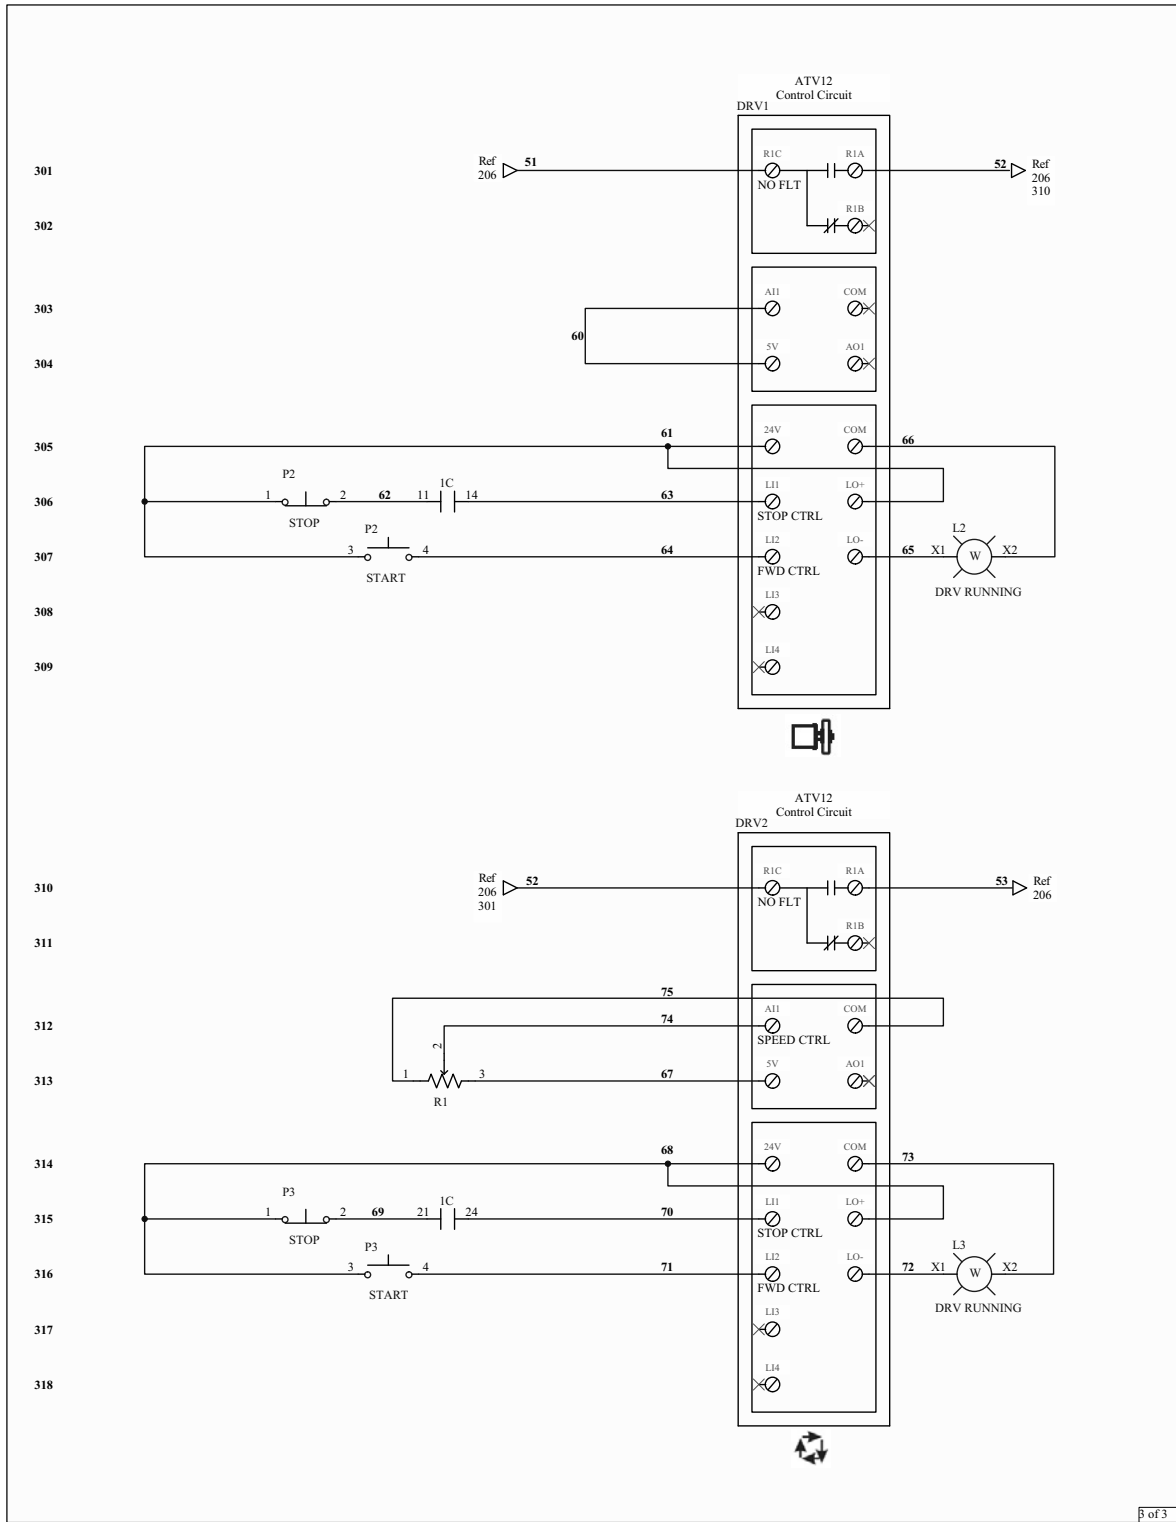 ATV12
Control Circuit
DRV1
301
Ref
206
51
R1C
NO FLT
R1A
52
Ref
206
310
302
R1B
303
AI1
COM
60
304
5V
AO1
305
61
24V
COM
66
306
P2
1
2
STOP
62
11
1C
14
63
LI1
STOP CTRL
LO+
307
P2
3
4
START
64
LI2
FWD CTRL
LO-
65
X1
L2
W
X2
DRV RUNNING
308
LI3
309
LI4
ATV12
Control Circuit
DRV2
310
Ref
206
301
52
R1C
NO FLT
R1A
53
Ref
206
311
R1B
75
312
74
AI1
SPEED CTRL
COM
313
1
2
3
R1
67
5V
AO1
314
68
24V
COM
73
315
P3
1
2
STOP
69
21
1C
24
70
LI1
STOP CTRL
LO+
316
P3
3
4
START
71
LI2
FWD CTRL
LO-
72
X1
L3
W
X2
DRV RUNNING
317
LI3
318
LI4
3 of 3